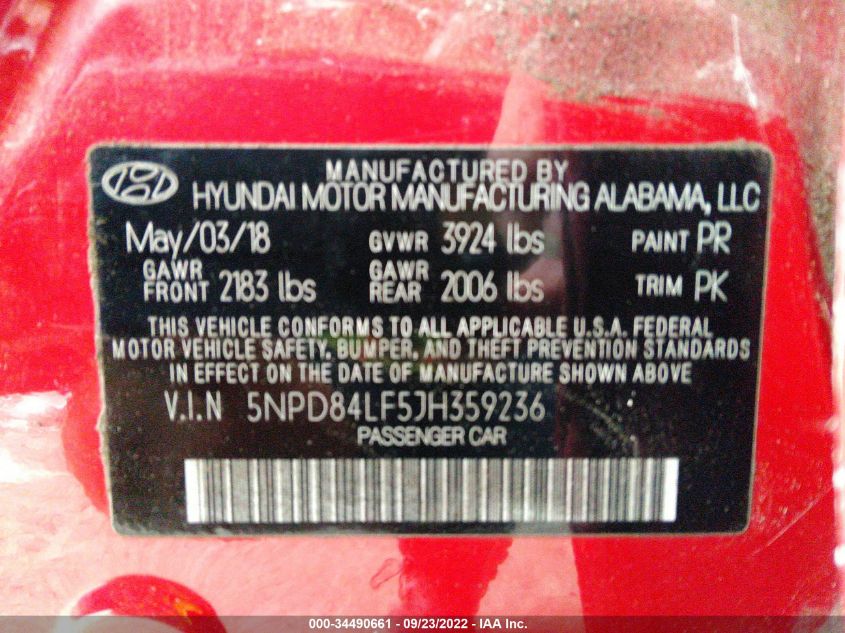 MANUFACTURED BY
HYUNDAI MOTOR MANUFACTURING ALABAMA, LLC
May/03/18 GVWR 3924 lbs PAINT PR
GAWR FRONT 2183 lbs GAWR REAR 2006 lbs TRIM PK
THIS VEHICLE CONFORMS TO ALL APPLICABLE U.S.A. FEDERAL
MOTOR VEHICLE SAFETY, BUMPER, AND THEFT PREVENTION STANDARDS
IN EFFECT ON THE DATE OF MANUFACTURE SHOWN ABOVE
V.I.N 5NPD84LF5JH359236
PASSENGER CAR
000-34490661 - 09/23/2022 - IAA Inc.